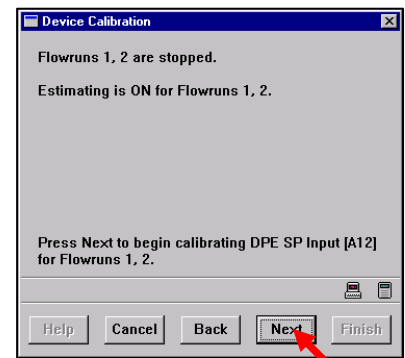 Device Calibration
Flowruns 1, 2 are stopped.
Estimating is ON for Flowruns 1, 2.
Press Next to begin calibrating DPE SP Input [A12]
for Flowruns 1, 2.
Help Cancel Back Next Finish